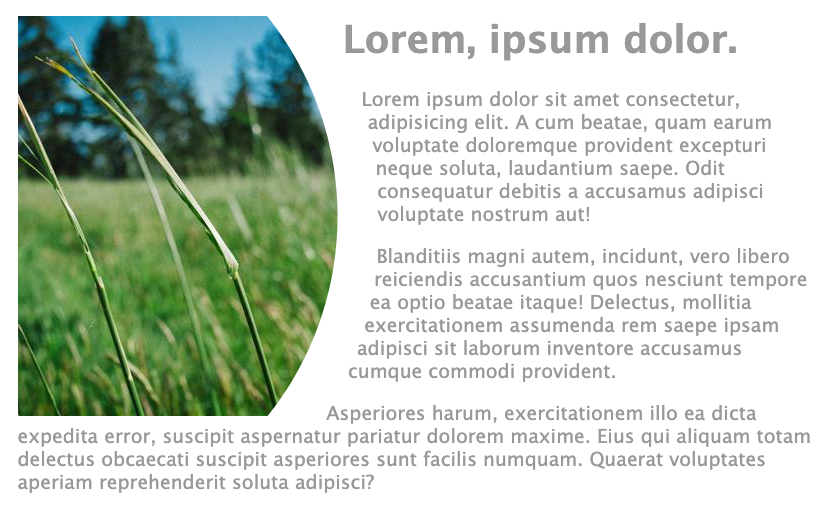 Lorem, ipsum dolor.
Lorem ipsum dolor sit amet consectetur,
adipisicing elit. A cum beatae, quam earum
voluptate doloremque provident excepturi
neque soluta, laudantium saepe. Odit
consequatur debitis a accusamus adipisci
voluptate nostrum aut!
Blanditiis magni autem, incidunt, vero libero
reiciendis accusantium quos nesciunt tempore
ea optio beatae itaque! Delectus, mollitia
exercitationem assumenda rem saepe ipsam
adipisci sit laborum inventore accusamus
cumque commodi provident.
Asperiores harum, exercitationem illo ea dicta
expedita error, suscipit aspernatur pariatur dolorem maxime. Eius qui aliquam totam
delectus obcaecati suscipit asperiores sunt facilis numquam. Quaerat voluptates
aperiam reprehenderit soluta adipisci?